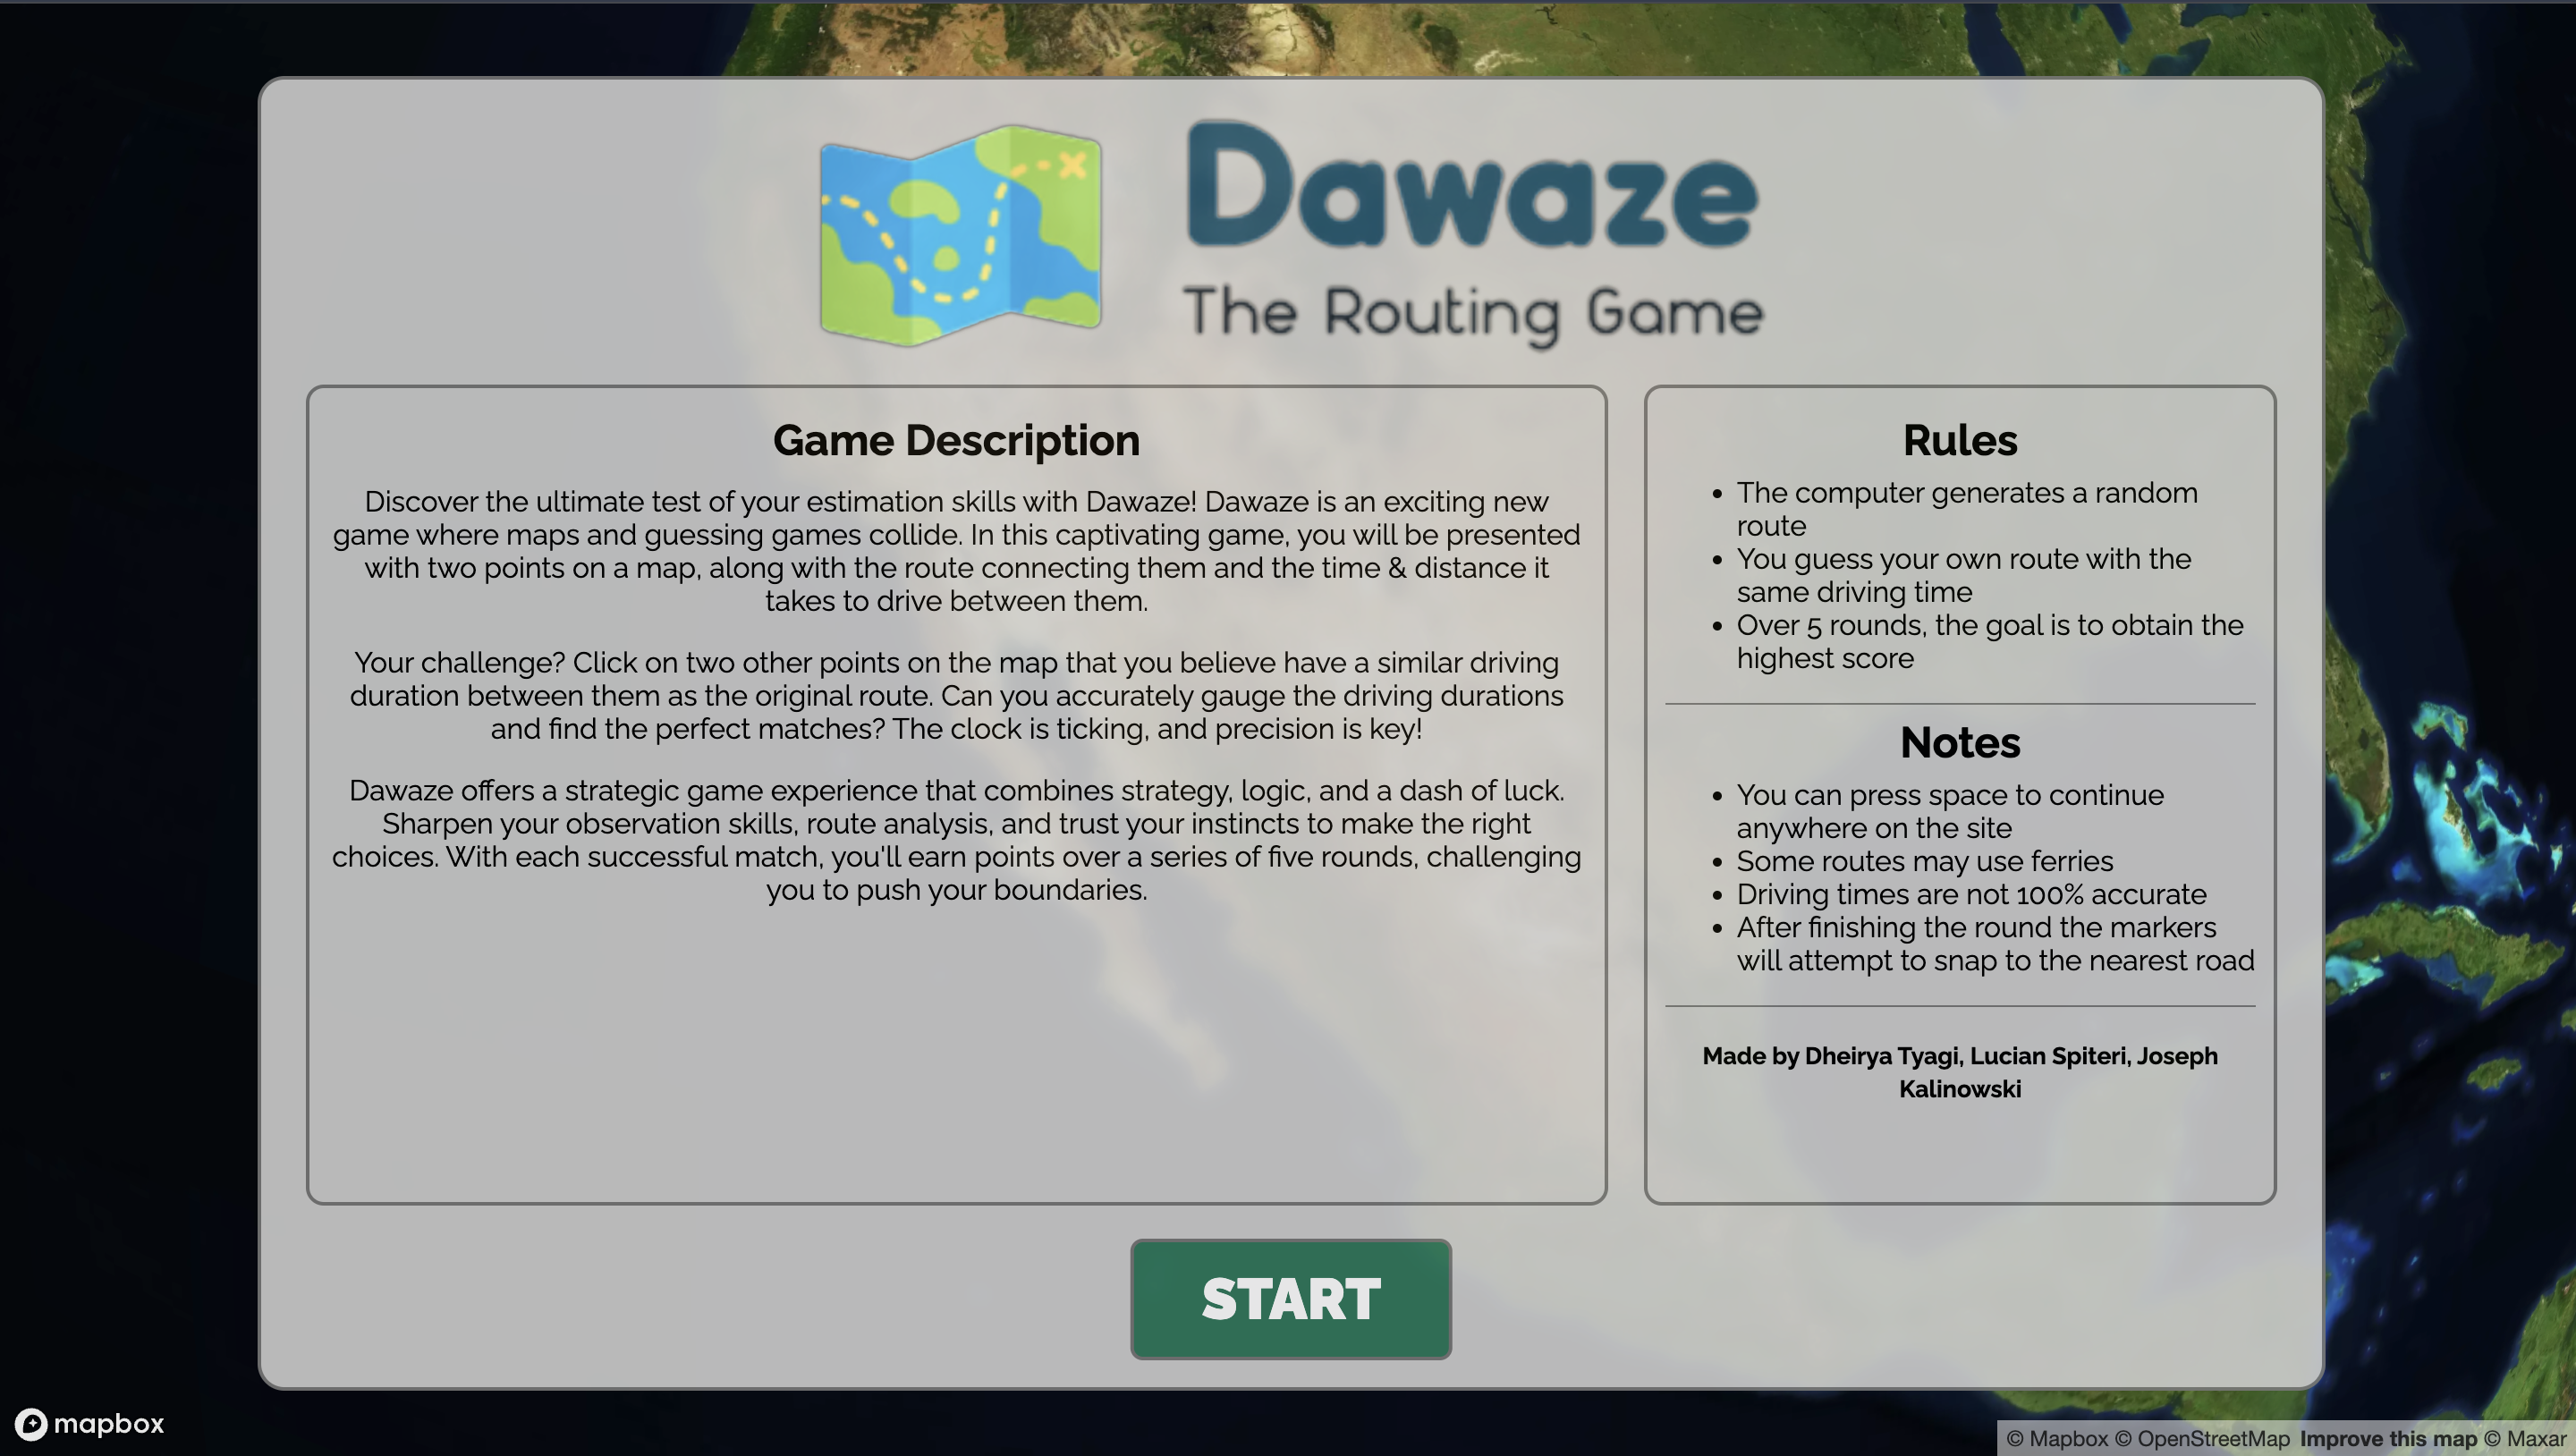 Dawaze
The Routing Game
Game Description
Discover the ultimate test of your estimation skills with Dawaze! Dawaze is an exciting new
game where maps and guessing games collide. In this captivating game, you will be presented
with two points on a map, along with the route connecting them and the time & distance it
takes to drive between them.
Your challenge? Click on two other points on the map that you believe have a similar driving
duration between them as the original route. Can you accurately gauge the driving durations
and find the perfect matches? The clock is ticking, and precision is key!
Dawaze offers a strategic game experience that combines strategy, logic, and a dash of luck.
Sharpen your observation skills, route analysis, and trust your instincts to make the right
choices. With each successful match, you'll earn points over a series of five rounds, challenging
you to push your boundaries.
Rules
• The computer generates a random
route
• You guess your own route with the
same driving time
• Over 5 rounds, the goal is to obtain the
highest score
Notes
• You can press space to continue
anywhere on the site
• Some routes may use ferries
• Driving times are not 100% accurate
• After finishing the round the markers
will attempt to snap to the nearest road
Made by Dheirya Tyagi, Lucian Spiteri, Joseph
Kalinowski
START
mapbox
© Mapbox © OpenStreetMap Improve this map © Maxar